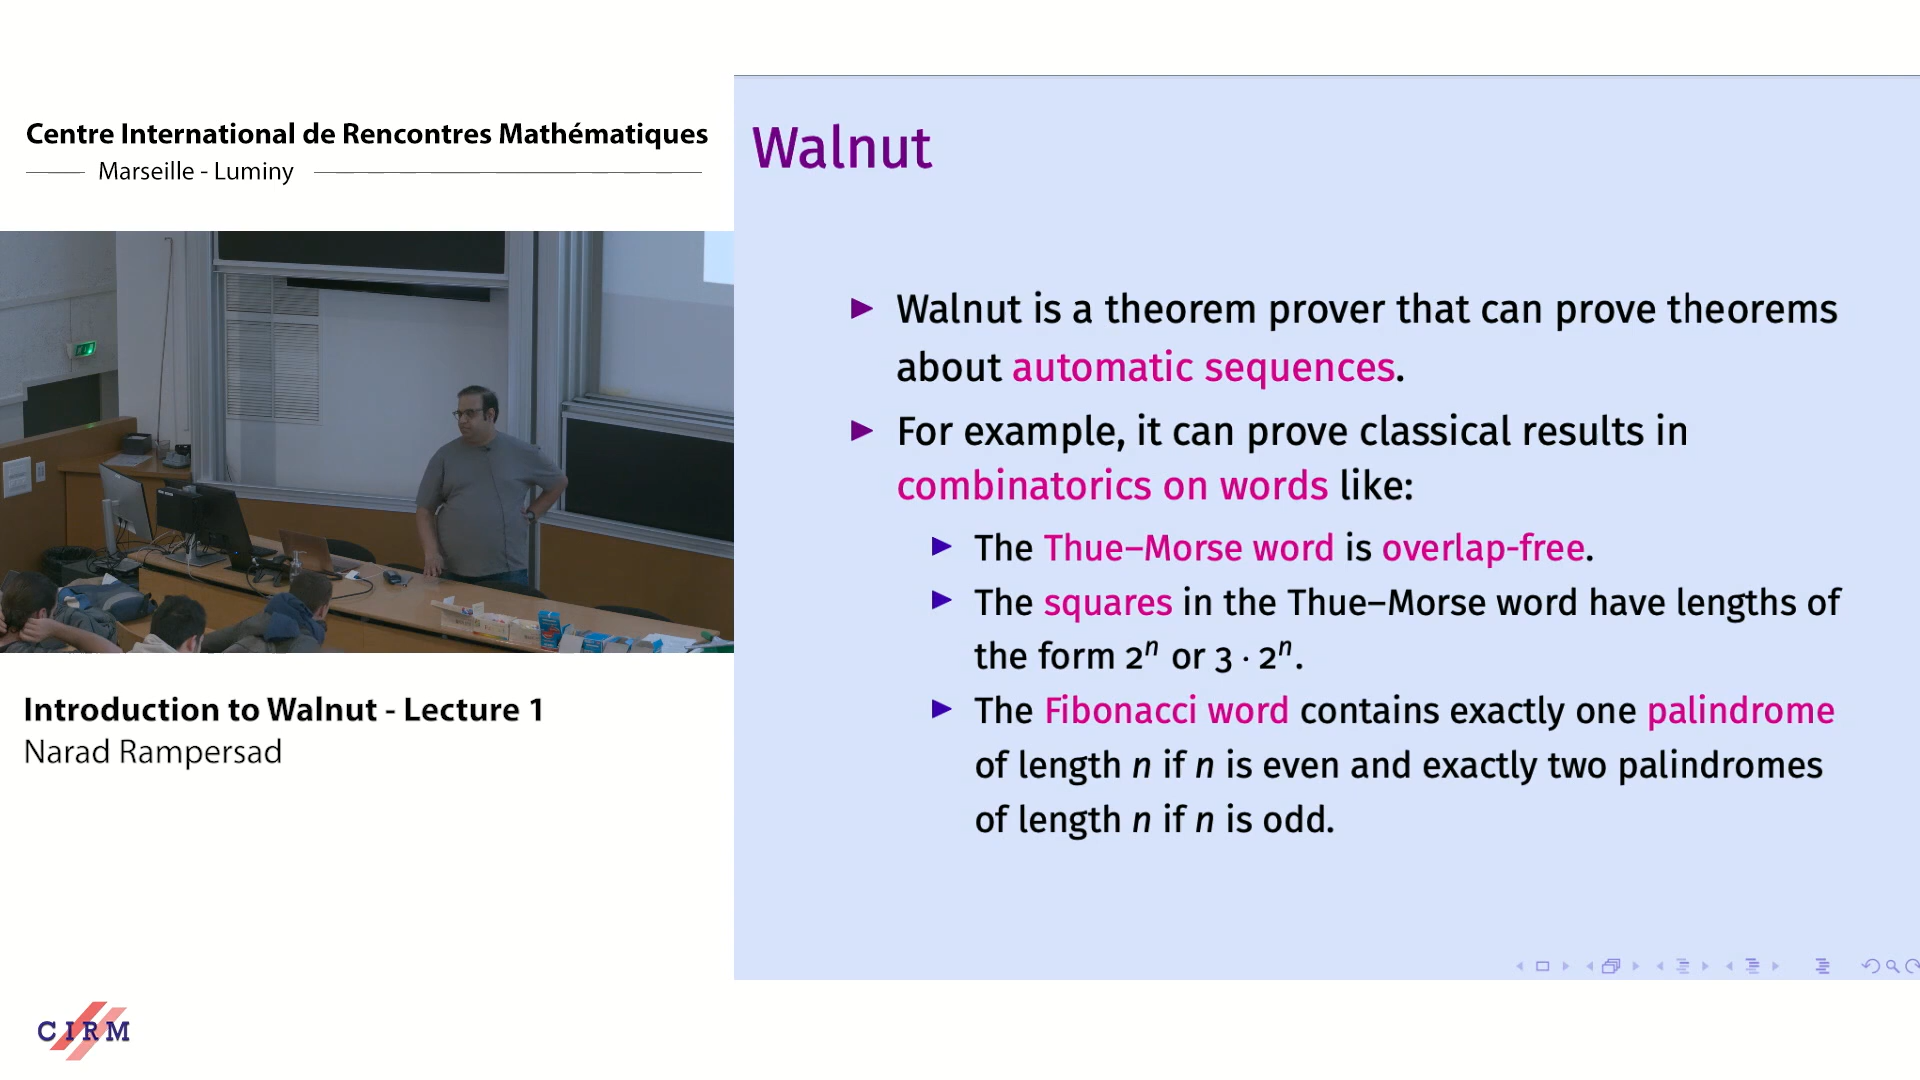 Centre International de Rencontres Mathématiques
Marseille - Luminy
Introduction to Walnut - Lecture 1
Narad Rampersad
CIRM
Walnut
Walnut is a theorem prover that can prove theorems
about automatic sequences.
For example, it can prove classical results in
combinatorics on words like:
The Thue–Morse word is overlap-free.
The squares in the Thue–Morse word have lengths of
the form 2ⁿ or 3 · 2ⁿ.
The Fibonacci word contains exactly one palindrome
of length n if n is even and exactly two palindromes
of length n if n is odd.